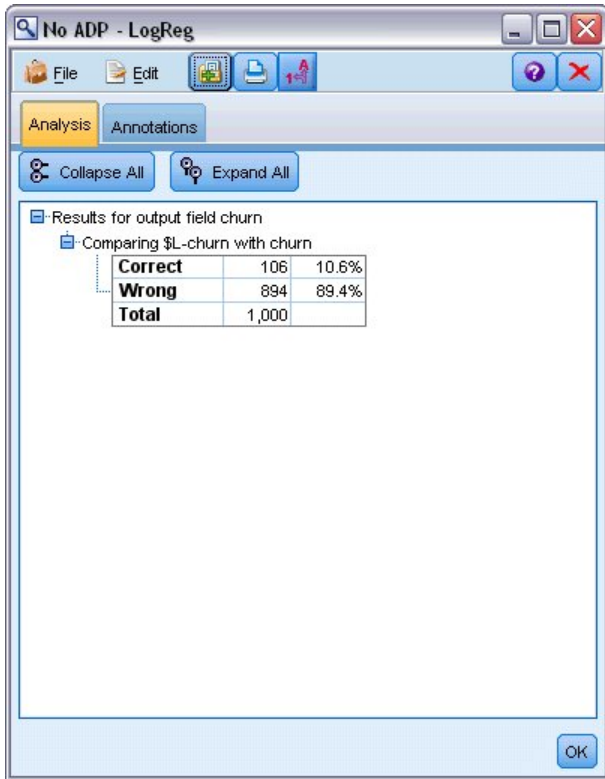 No ADP - LogReg
File Edit
Analysis Annotations
Collapse All Expand All
Results for output field churn
Comparing $L-churn with churn
Correct 106 10.6%
Wrong 894 89.4%
Total 1,000
OK